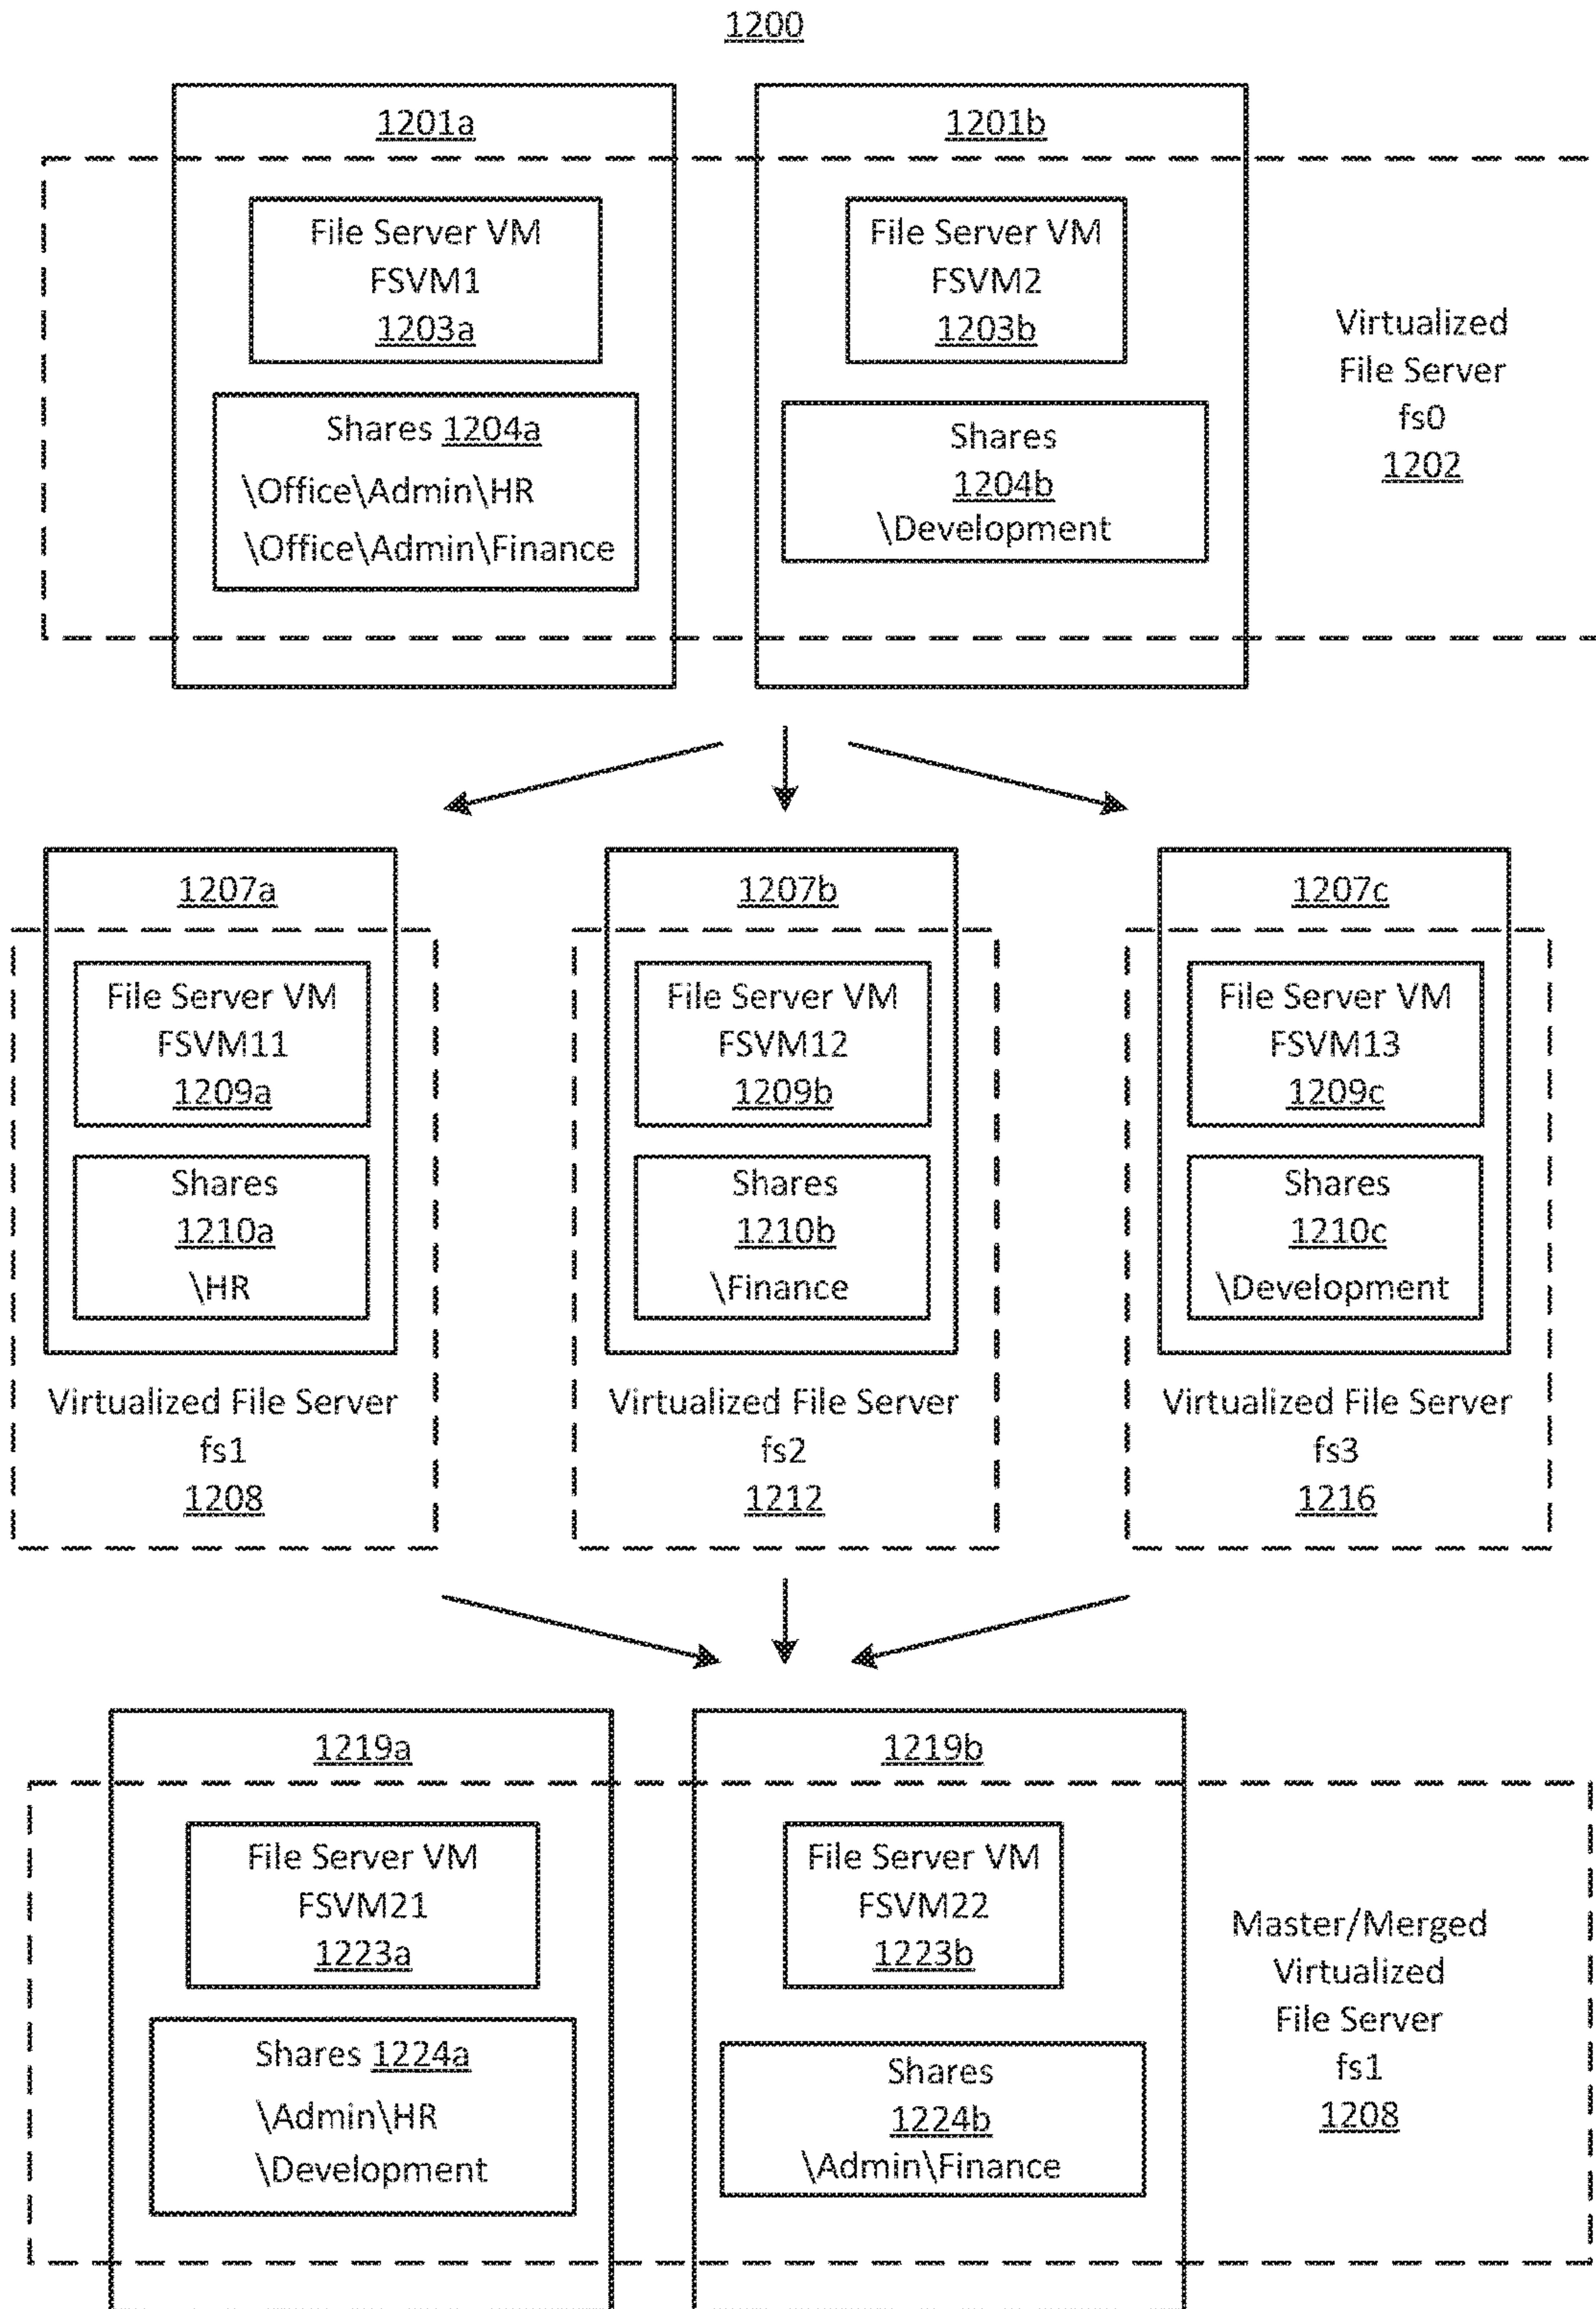 1200
1201a
File Server VM
FSVM1
1203a
Shares 1204a
\Office\Admin\HR
\Office\Admin\Finance
1201b
File Server VM
FSVM2
1203b
Shares
1204b
\Development
Virtualized
File Server
fs0
1202
1207a
File Server VM
FSVM11
1209a
Shares
1210a
\HR
Virtualized File Server
fs1
1208
1207b
File Server VM
FSVM12
1209b
Shares
1210b
\Finance
Virtualized File Server
fs2
1212
1207c
File Server VM
FSVM13
1209c
Shares
1210c
\Development
Virtualized File Server
fs3
1216
1219a
File Server VM
FSVM21
1223a
Shares 1224a
\Admin\HR
\Development
1219b
File Server VM
FSVM22
1223b
Shares
1224b
\Admin\Finance
Master/Merged
Virtualized
File Server
fs1
1208